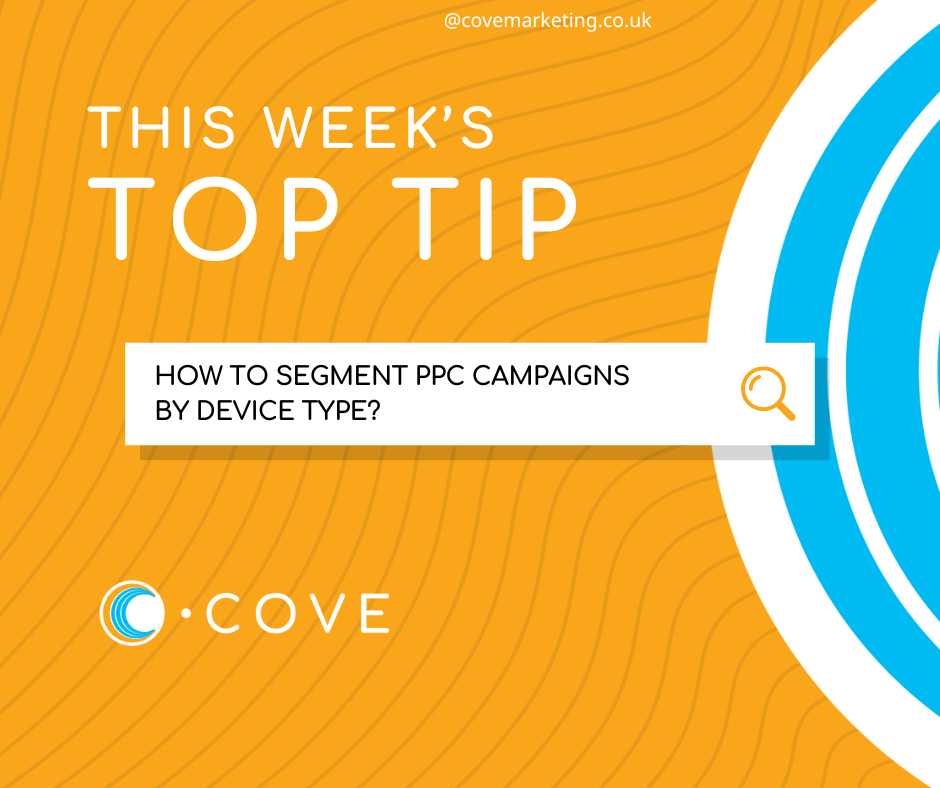 @covemarketing.co.uk
THIS WEEK'S
TOP TIP
HOW TO SEGMENT PPC CAMPAIGNS
BY DEVICE TYPE?
• COVE